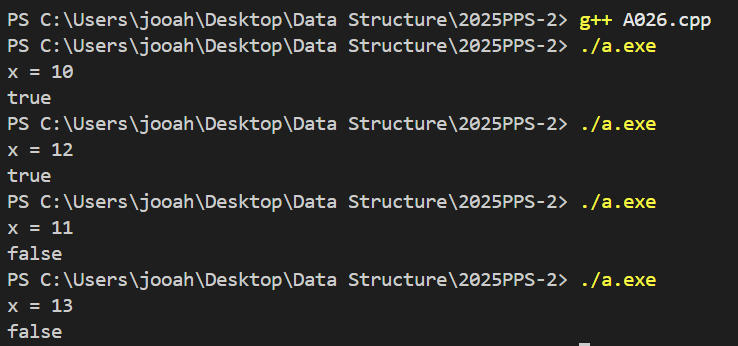 PS C:\Users\jooah\Desktop\Data Structure\2025PPS-2> g++ A026.cpp
PS C:\Users\jooah\Desktop\Data Structure\2025PPS-2> ./a.exe
x = 10
true
PS C:\Users\jooah\Desktop\Data Structure\2025PPS-2> ./a.exe
x = 12
true
PS C:\Users\jooah\Desktop\Data Structure\2025PPS-2> ./a.exe
x = 11
false
PS C:\Users\jooah\Desktop\Data Structure\2025PPS-2> ./a.exe
x = 13
false